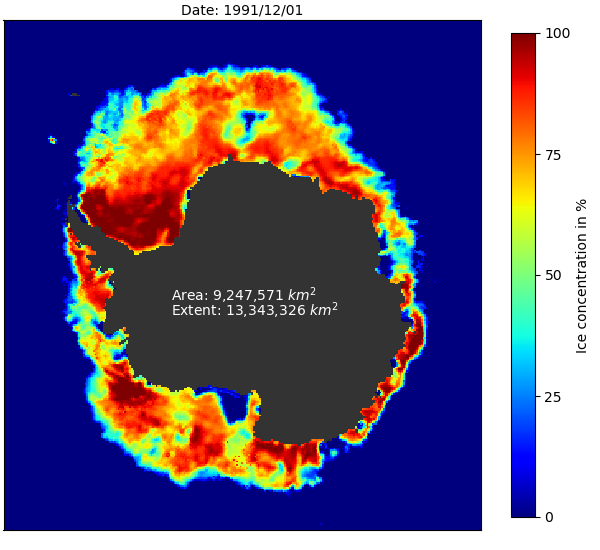 Date: 1991/12/01
Area: 9,247,571 km²
Extent: 13,343,326 km²
100
75
50
25
0
Ice concentration in %